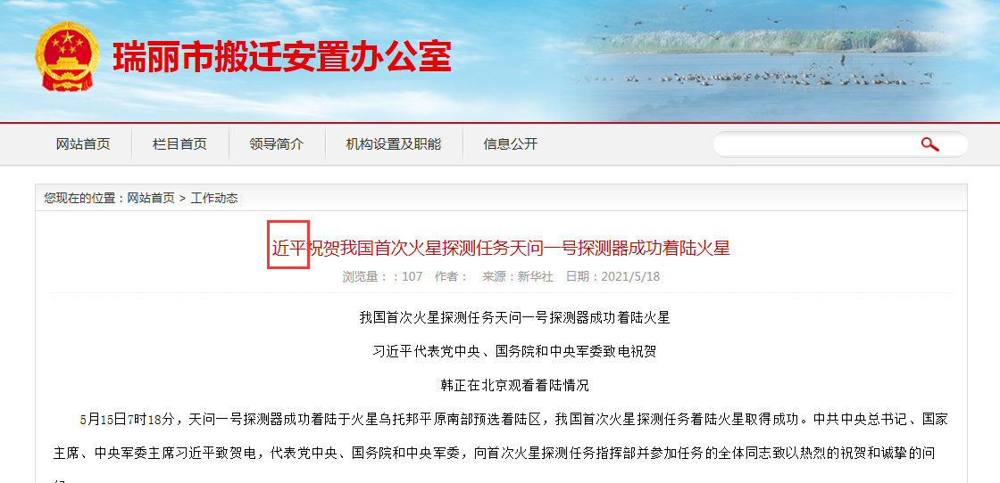 瑞丽市搬迁安置办公室
网站首页 栏目首页 领导简介 机构设置及职能 信息公开
您现在的位置：网站首页 > 工作动态
近平祝贺我国首次火星探测任务天问一号探测器成功着陆火星
浏览量：：107 作者： 来源：新华社 日期：2021/5/18
我国首次火星探测任务天问一号探测器成功着陆火星
习近平代表党中央、国务院和中央军委致电祝贺
韩正在北京观看着陆情况
5月15日7时18分，天问一号探测器成功着陆于火星乌托邦平原南部预选着陆区，我国首次火星探测任务着陆火星取得成功。中共中央总书记、国家
主席、中央军委主席习近平致贺电，代表党中央、国务院和中央军委，向首次火星探测任务指挥部并参加任务的全体同志致以热烈的祝贺和诚挚的问